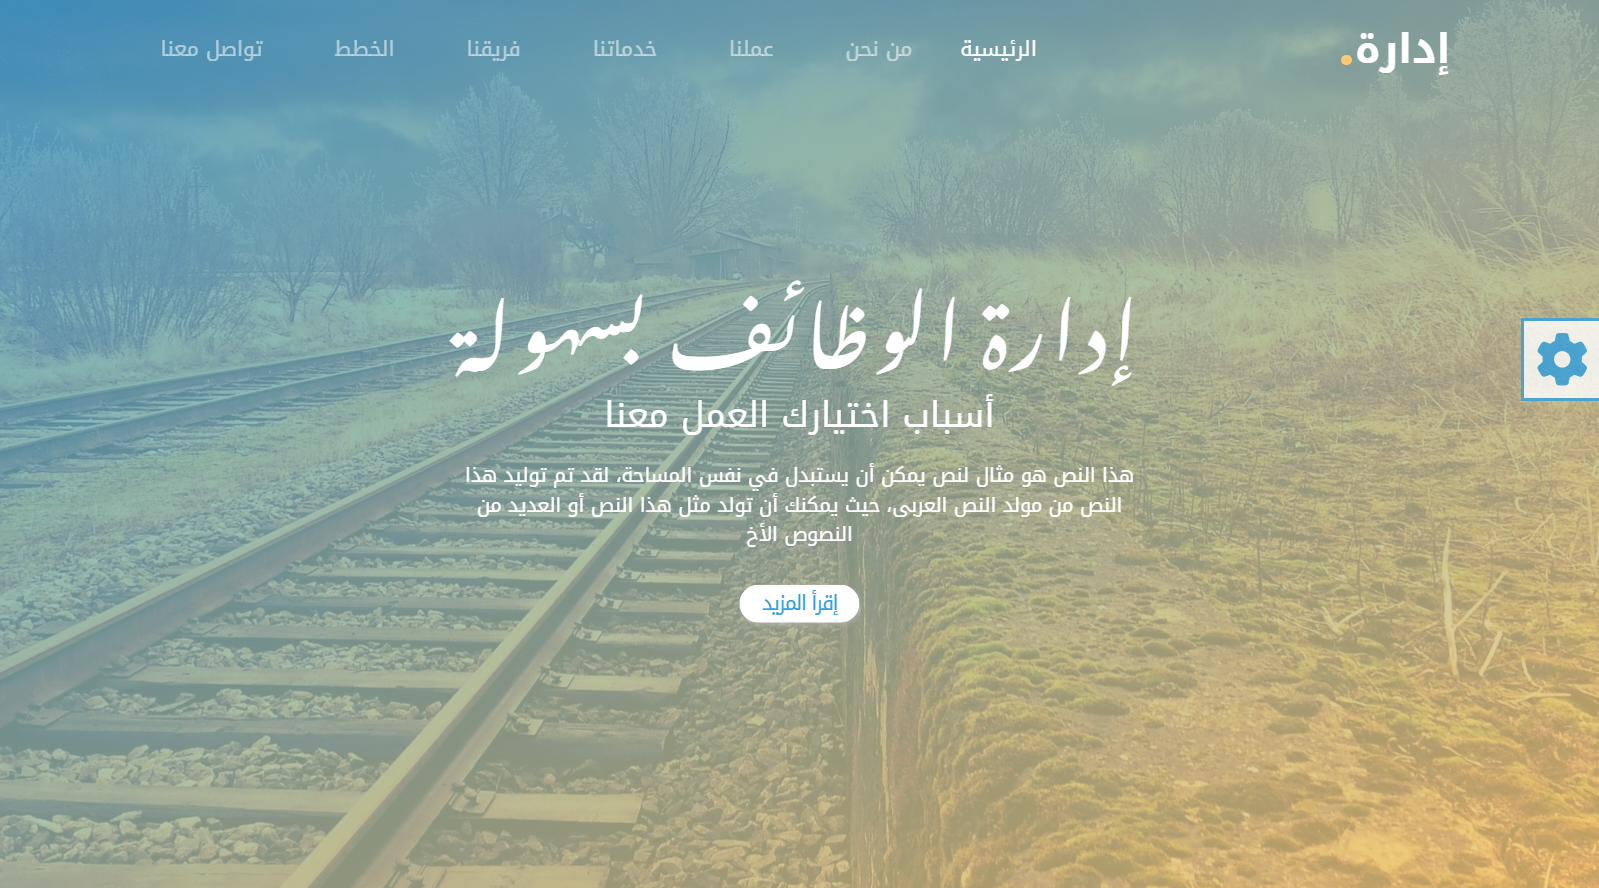 إدارة.
الرئيسية
من نحن
عملنا
خدماتنا
فريقنا
الخطط
تواصل معنا
إدارة الوظائف بسهولة
أسباب اختيارك العمل معنا
هذا النص هو مثال لنص يمكن أن يستبدل في نفس المساحة، لقد تم توليد هذا
النص من مولد النص العربى، حيث يمكنك أن تولد مثل هذا النص أو العديد من
النصوص الأخ
إقرأ المزيد